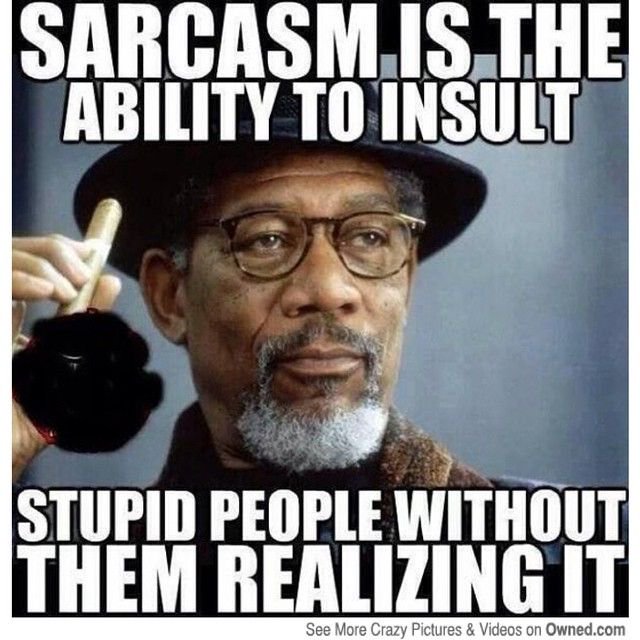 SARCASM IS THE
ABILITY TO INSULT
STUPID PEOPLE WITHOUT
THEM REALIZING IT
See More Crazy Pictures & Videos on Owned.com